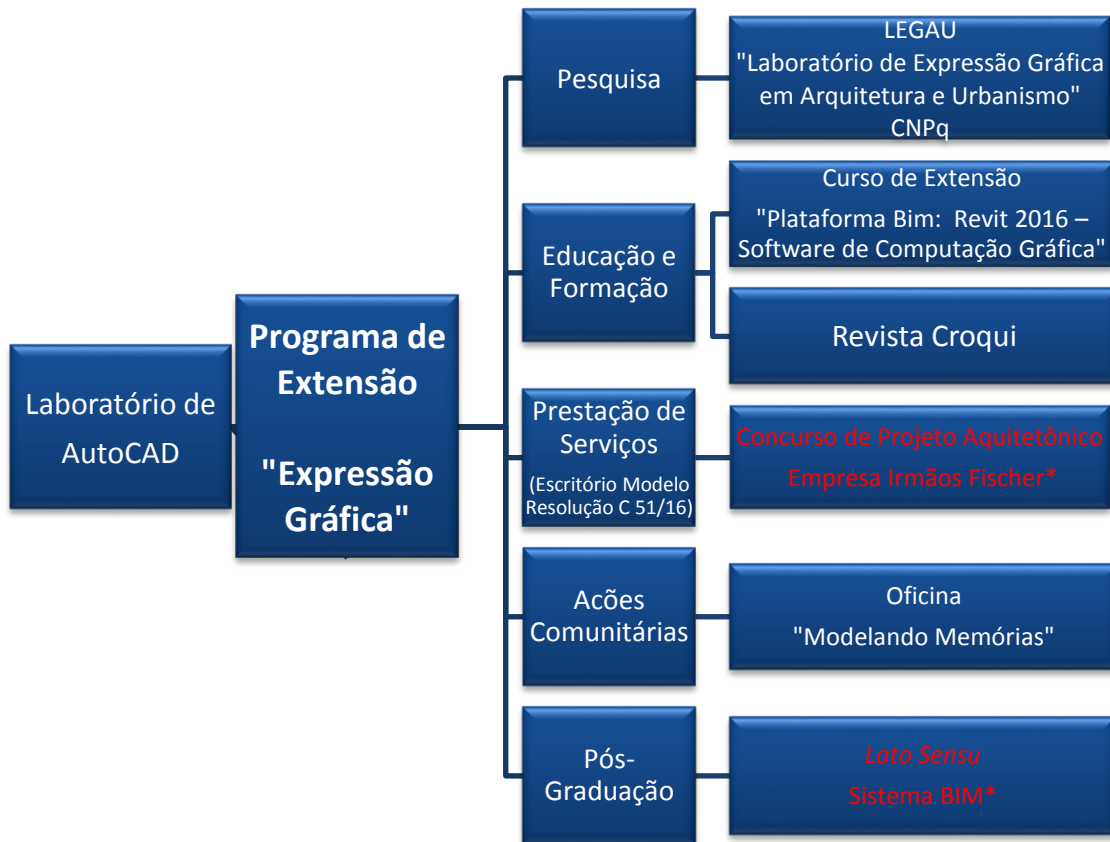 Laboratório de
AutoCAD
Programa de
Extensão
"Expressão
Gráfica"
Pesquisa
LEGAU
"Laboratório de Expressão Gráfica
em Arquitetura e Urbanismo"
CNPq
Educação e
Formação
Curso de Extensão
"Plataforma Bim: Revit 2016 –
Software de Computação Gráfica"
Revista Croqui
Prestação de
Serviços
(Escritório Modelo
Resolução C 51/16)
Concurso de Projeto Aquitetônico
Empresa Irmãos Fischer*
Acões
Comunitárias
Oficina
"Modelando Memórias"
Pós-
Graduação
Lato Sensu
Sistema BIM*